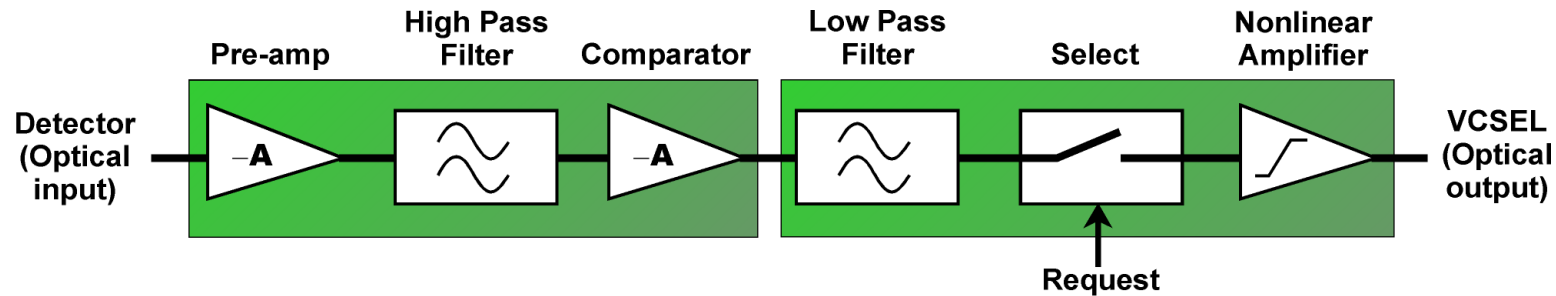 Detector
(Optical
input)
Pre-amp
High Pass
Filter
Comparator
Low Pass
Filter
Select
Nonlinear
Amplifier
VCSEL
(Optical
output)
–A
–A
Request